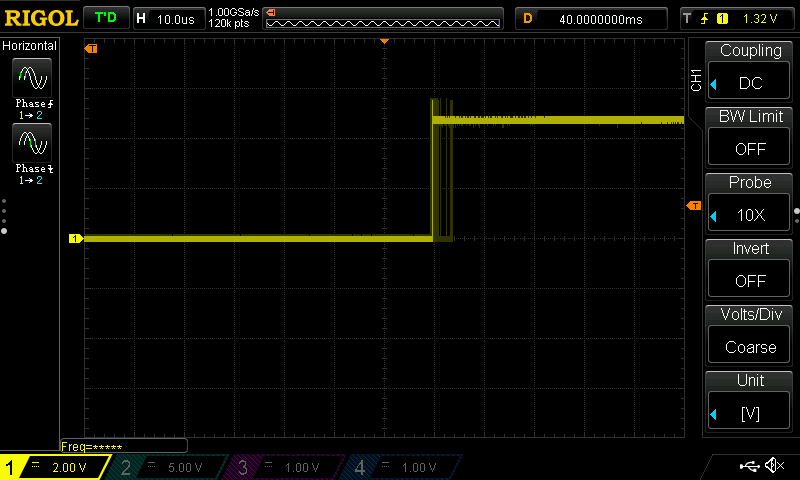 RIGOL T'D H 10.0us 1.00GSa/s D 40.0000000ms T 1 1.32 V
120k pts
Horizontal
T
CH1
Coupling
DC
BW Limit
OFF
Phase
1→2
Probe
10X
Phase
1→2
T
1
Invert
OFF
Volts/Div
Coarse
Unit
[V]
Freq=*****
1 2.00 V 2 5.00 V 3 1.00 V 4 1.00 V